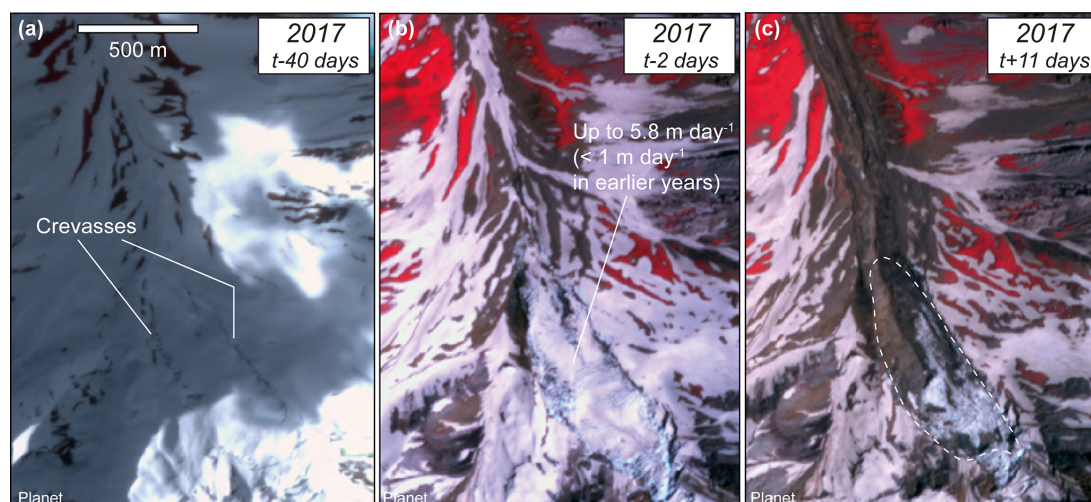 (a)
500 m
2017
t-40 days
Crevasses
Planet
(b)
2017
t-2 days
Up to 5.8 m day⁻¹
(< 1 m day⁻¹
in earlier years)
Planet
(c)
2017
t+11 days
Planet